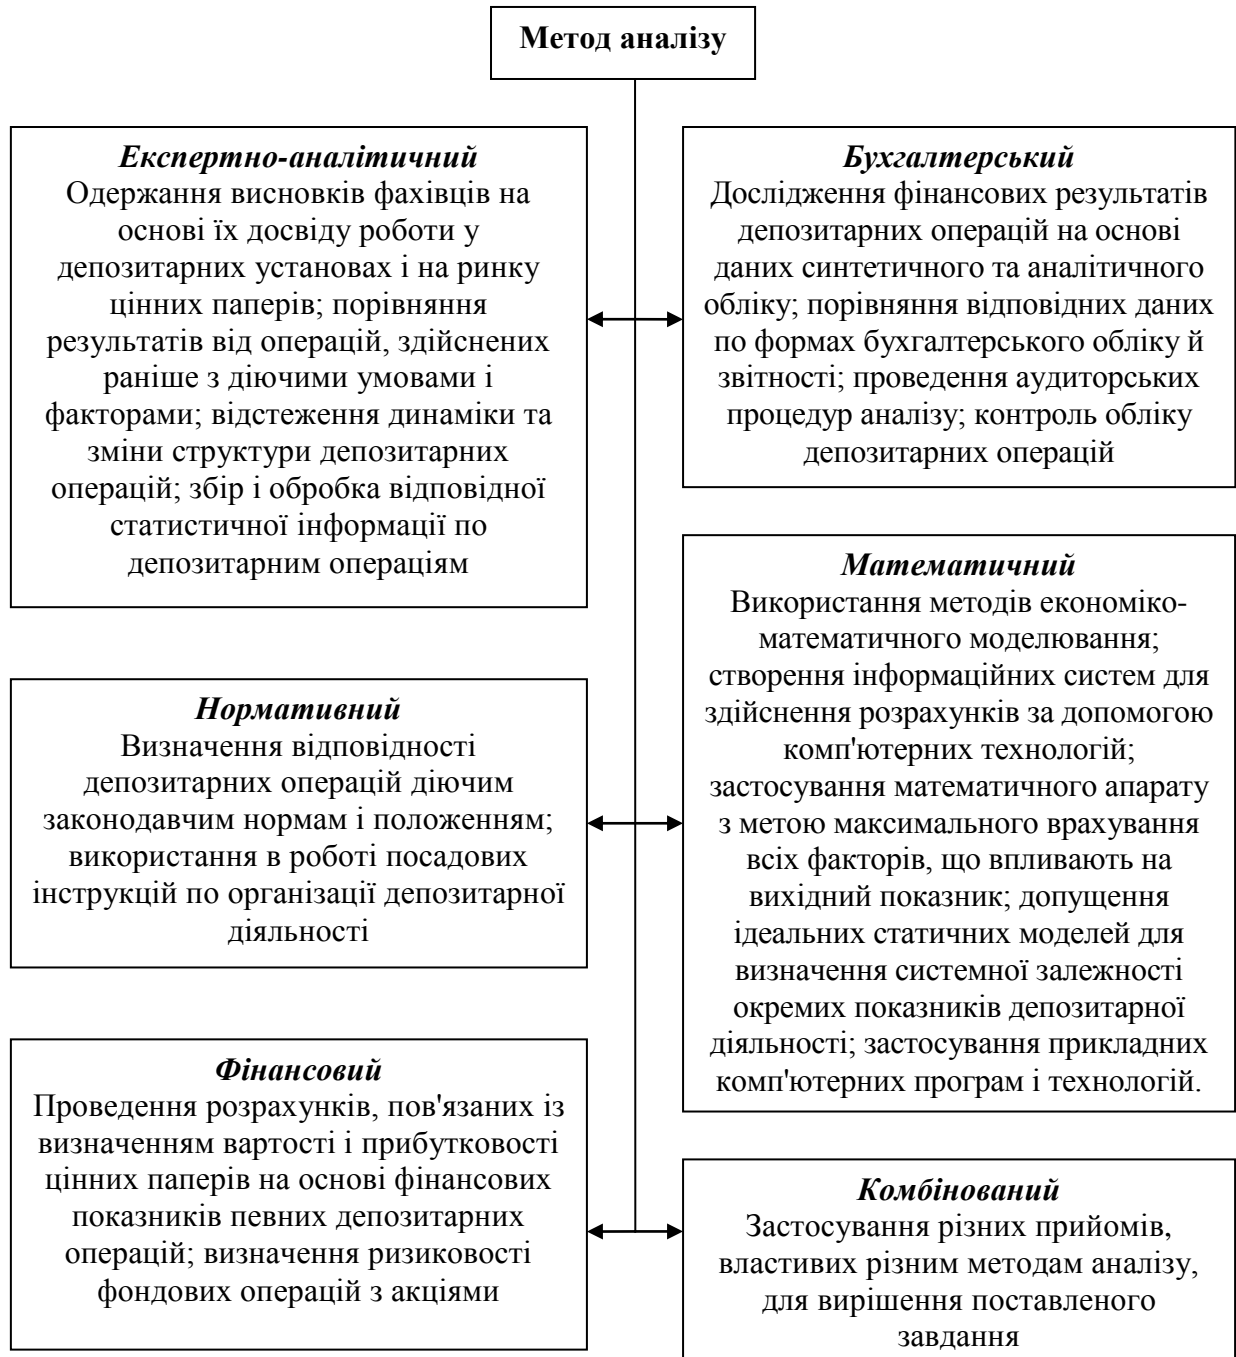 Метод аналізу
Експертно-аналітичний
Одержання висновків фахівців на
основі їх досвіду роботи у
депозитарних установах і на ринку
цінних паперів; порівняння
результатів від операцій, здійснених
раніше з діючими умовами і
факторами; відстеження динаміки та
зміни структури депозитарних
операцій; збір і обробка відповідної
статистичної інформації по
депозитарним операціям
Бухгалтерський
Дослідження фінансових результатів
депозитарних операцій на основі
даних синтетичного та аналітичного
обліку; порівняння відповідних даних
по формах бухгалтерського обліку й
звітності; проведення аудиторських
процедур аналізу; контроль обліку
депозитарних операцій
Нормативний
Визначення відповідності
депозитарних операцій діючим
законодавчим нормам і положенням;
використання в роботі посадових
інструкцій по організації депозитарної
діяльності
Математичний
Використання методів економіко-
математичного моделювання;
створення інформаційних систем для
здійснення розрахунків за допомогою
комп'ютерних технологій;
застосування математичного апарату
з метою максимального врахування
всіх факторів, що впливають на
вихідний показник; допущення
ідеальних статичних моделей для
визначення системної залежності
окремих показників депозитарної
діяльності; застосування прикладних
комп'ютерних програм і технологій.
Фінансовий
Проведення розрахунків, пов'язаних із
визначенням вартості і прибутковості
цінних паперів на основі фінансових
показників певних депозитарних
операцій; визначення ризиковості
фондових операцій з акціями
Комбінований
Застосування різних прийомів,
властивих різним методам аналізу,
для вирішення поставленого
завдання